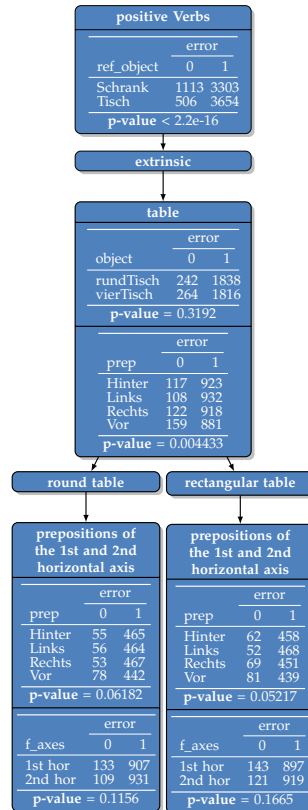 positive Verbs
error
ref_object 0 1
Schrank 1113 3303
Tisch 506 3654
p-value < 2.2e-16
extrinsic
table
error
object 0 1
rundTisch 242 1838
vierTisch 264 1816
p-value = 0.3192
error
prep 0 1
Hinter 117 923
Links 108 932
Rechts 122 918
Vor 159 881
p-value = 0.004433
round table
rectangular table
prepositions of
the 1st and 2nd
horizontal axis
error
prep 0 1
Hinter 55 465
Links 56 464
Rechts 53 467
Vor 78 442
p-value = 0.06182
error
f_axes 0 1
1st hor 133 907
2nd hor 109 931
p-value = 0.1156
prepositions of
the 1st and 2nd
horizontal axis
error
prep 0 1
Hinter 62 458
Links 52 468
Rechts 69 451
Vor 81 439
p-value = 0.05217
error
f_axes 0 1
1st hor 143 897
2nd hor 121 919
p-value = 0.1665